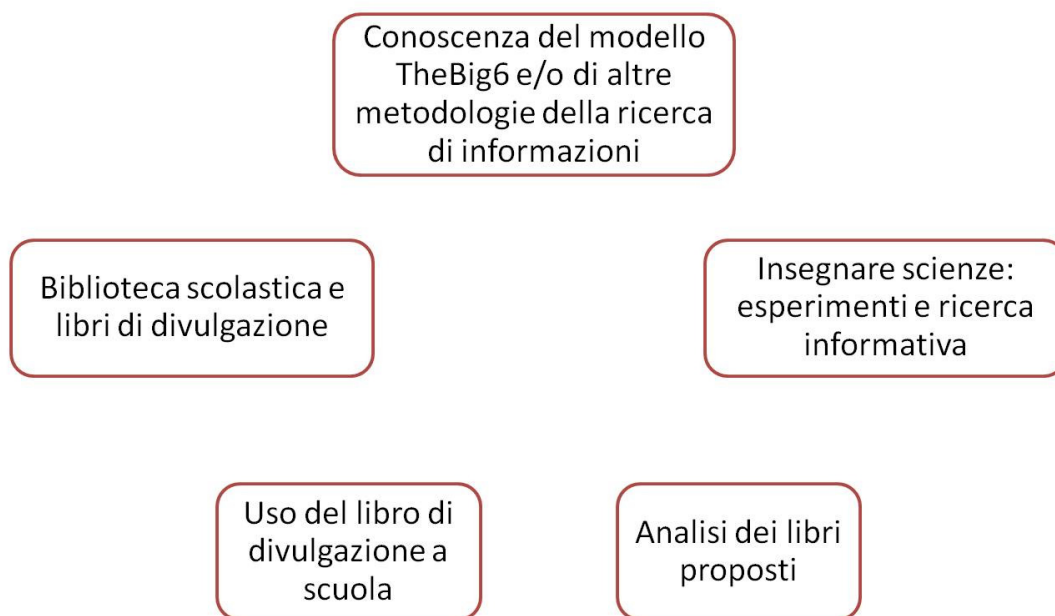 Conoscenza del modello
TheBig6 e/o di altre
metodologie della ricerca
di informazioni
Biblioteca scolastica e
libri di divulgazione
Insegnare scienze:
esperimenti e ricerca
informativa
Uso del libro di
divulgazione a
scuola
Analisi dei libri
proposti